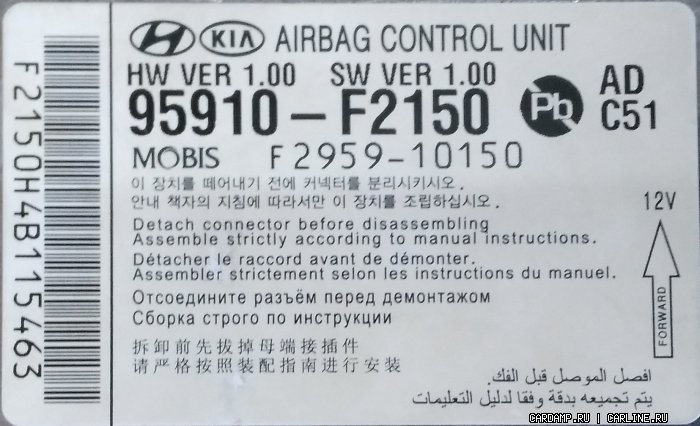 F2150H4B115463
HYUNDAI KIA AIRBAG CONTROL UNIT
HW VER 1.00 SW VER 1.00
95910-F2150
Pb
AD
C51
MOBIS F2959-10150
이 장치를 떼어내기 전에 커넥터를 분리시키시오.
안내 책자의 지침에 따라서만 이 장치를 조립하십시오.
Detach connector before disassembling
Assemble strictly according to manual instructions.
Détacher le raccord avant de démonter.
Assembler strictement selon les instructions du manuel.
Отсоедините разъём перед демонтажом
Сборка строго по инструкции
拆卸前先拔掉母端接插件
请严格按照装配指南进行安装
12V
FORWARD
افصل الموصل قبل الفك.
يتم تجميعه بدقة وفقا لدليل التعليمات
CARDAMP.RU | CARLINE.RU